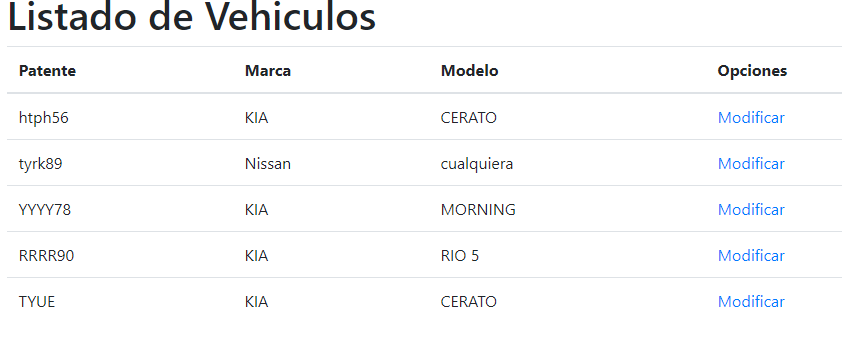 Listado de Vehiculos
Patente Marca Modelo Opciones
htph56 KIA CERATO Modificar
tyrk89 Nissan cualquiera Modificar
YYYY78 KIA MORNING Modificar
RRRR90 KIA RIO 5 Modificar
TYUE KIA CERATO Modificar